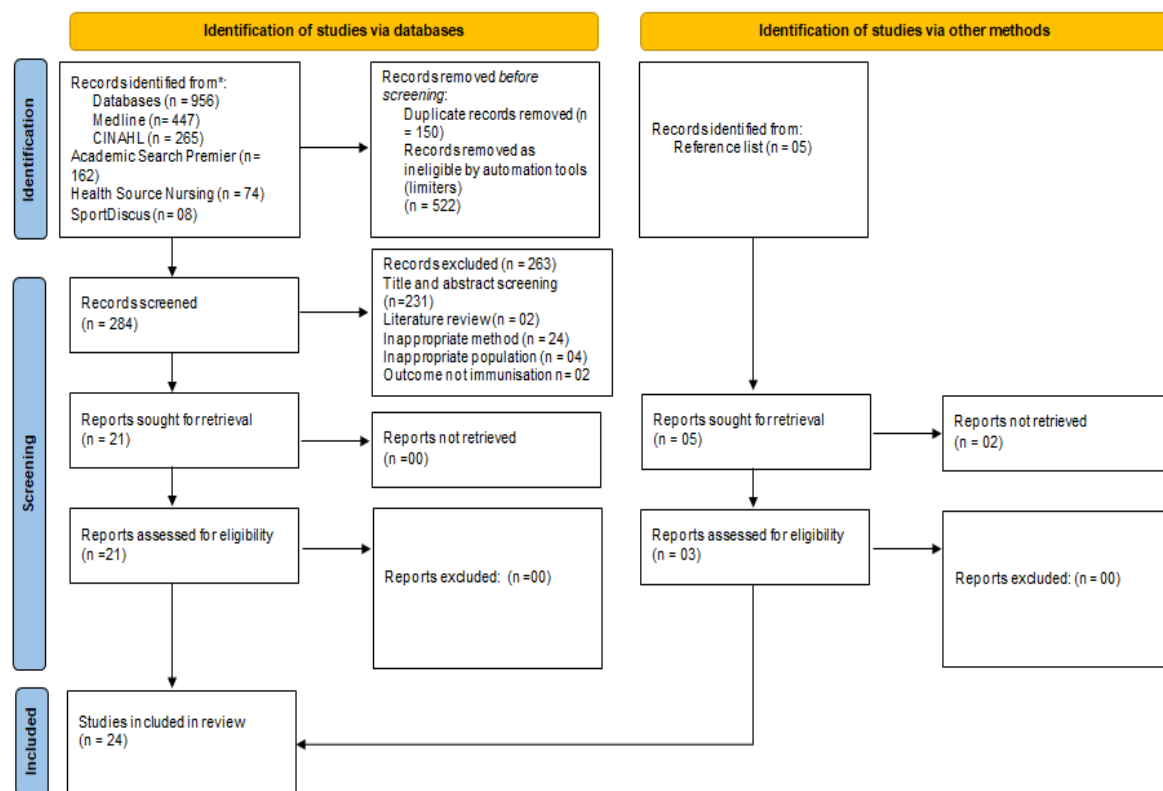 Identification of studies via databases
Identification of studies via other methods
Identification
Records identified from*:
Databases (n = 956)
Medline (n= 447)
CINAHL (n = 265)
Academic Search Premier (n=
162)
Health Source Nursing (n = 74)
SportDiscus (n= 08)
Records removed before
screening:
Duplicate records removed (n
= 150)
Records removed as
ineligible by automation tools
(limiters)
(n = 522)
Records identified from:
Reference list (n = 05)
Screening
Records screened
(n = 284)
Records excluded (n = 263)
Title and abstract screening
(n=231)
Literature review (n = 02)
Inappropriate method (n = 24)
Inappropriate population (n = 04)
Outcome not immunisation n= 02
Reports sought for retrieval
(n = 21)
Reports not retrieved
(n =00)
Reports sought for retrieval
(n = 05)
Reports not retrieved
(n = 02)
Reports assessed for eligibility
(n =21)
Reports excluded: (n =00)
Reports assessed for eligibility
(n = 03)
Reports excluded: (n = 00)
Included
Studies included in review
(n = 24)